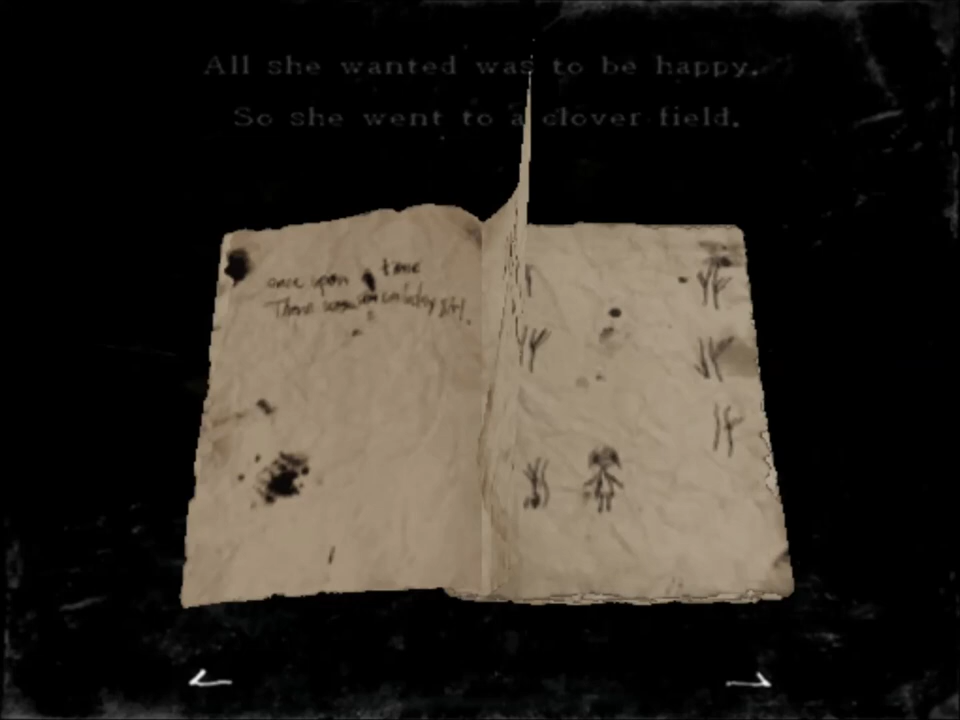 All she wanted was to be happy.
So she went to a clover field.
once upon a time
There was an unlucky girl.